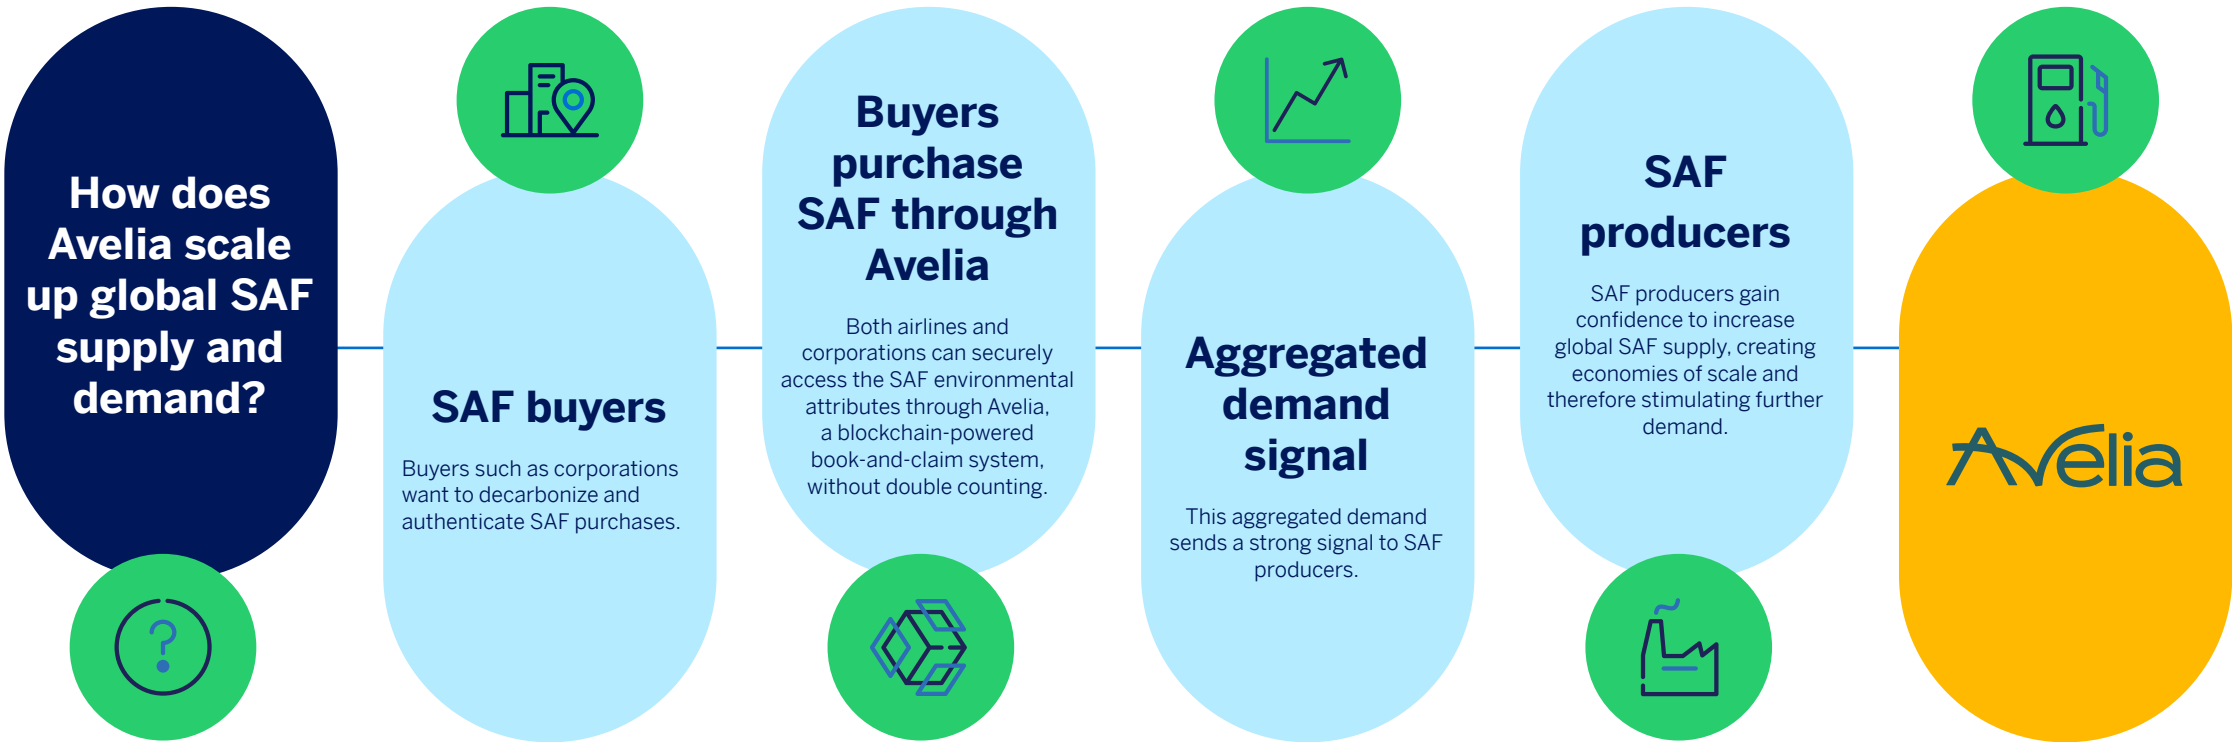 How does
Avelia scale
up global SAF
supply and
demand?
SAF buyers
Buyers such as corporations
want to decarbonize and
authenticate SAF purchases.
Buyers
purchase
SAF through
Avelia
Both airlines and
corporations can securely
access the SAF environmental
attributes through Avelia,
a blockchain-powered
book-and-claim system,
without double counting.
Aggregated
demand
signal
This aggregated demand
sends a strong signal to SAF
producers.
SAF
producers
SAF producers gain
confidence to increase
global SAF supply, creating
economies of scale and
therefore stimulating further
demand.
Avelia